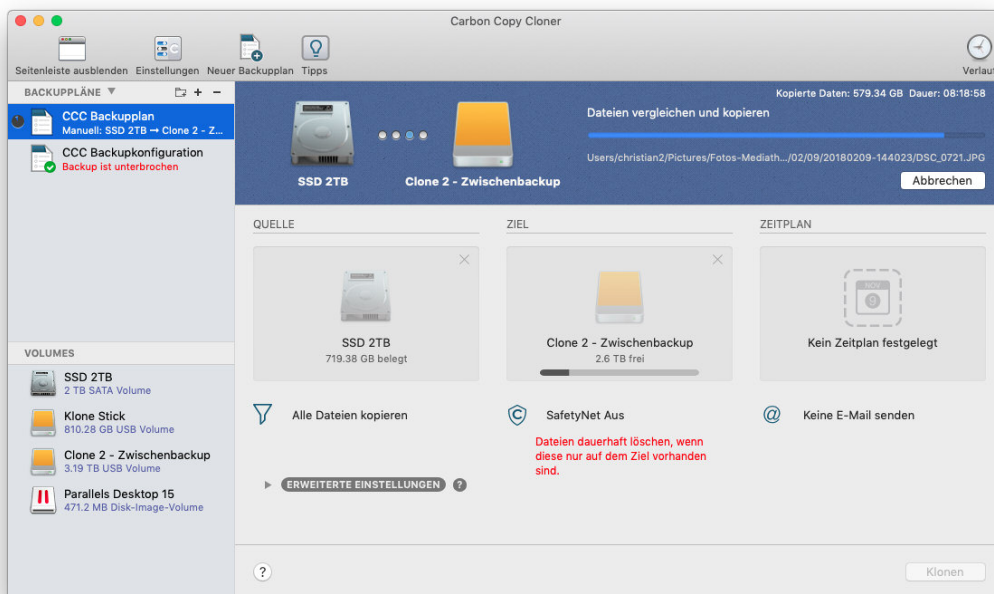 Carbon Copy Cloner
Seitenleiste ausblenden
Einstellungen
Neuer Backupplan
Tipps
Verlauf
BACKUPPLÄNE
CCC Backupplan
Manuell: SSD 2TB → Clone 2 - Z...
CCC Backupkonfiguration
Backup ist unterbrochen
VOLUMES
SSD 2TB
2 TB SATA Volume
Klone Stick
810.28 GB USB Volume
Clone 2 - Zwischenbackup
3.19 TB USB Volume
Parallels Desktop 15
471.2 MB Disk-Image-Volume
SSD 2TB
Clone 2 - Zwischenbackup
Kopierte Daten: 579.34 GB Dauer: 08:18:58
Dateien vergleichen und kopieren
Users/christian2/Pictures/Fotos-Mediath.../02/09/20180209-144023/DSC_0721.JPG
Abbrechen
QUELLE
SSD 2TB
719.38 GB belegt
Alle Dateien kopieren
ERWEITERTE EINSTELLUNGEN ?
ZIEL
Clone 2 - Zwischenbackup
2.6 TB frei
SafetyNet Aus
Dateien dauerhaft löschen, wenn
diese nur auf dem Ziel vorhanden
sind.
ZEITPLAN
NOV
9
Kein Zeitplan festgelegt
@ Keine E-Mail senden
?
Klonen